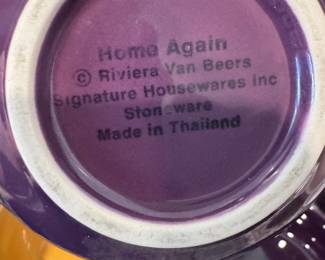 Home Again
© Riviera Van Beers
Signature Housewares Inc
Stoneware
Made in Thailand